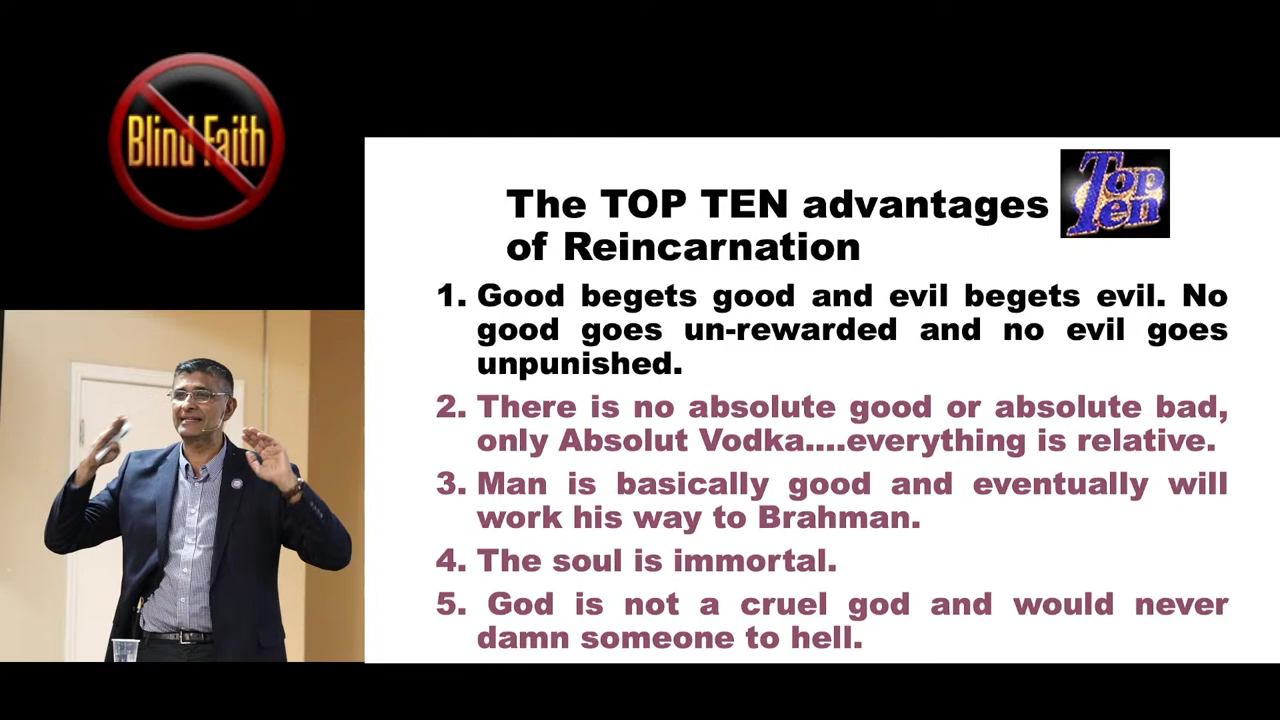 Blind Faith
The TOP TEN advantages
of Reincarnation
Top
Ten
1. Good begets good and evil begets evil. No
good goes un-rewarded and no evil goes
unpunished.
2. There is no absolute good or absolute bad,
only Absolut Vodka....everything is relative.
3. Man is basically good and eventually will
work his way to Brahman.
4. The soul is immortal.
5. God is not a cruel god and would never
damn someone to hell.